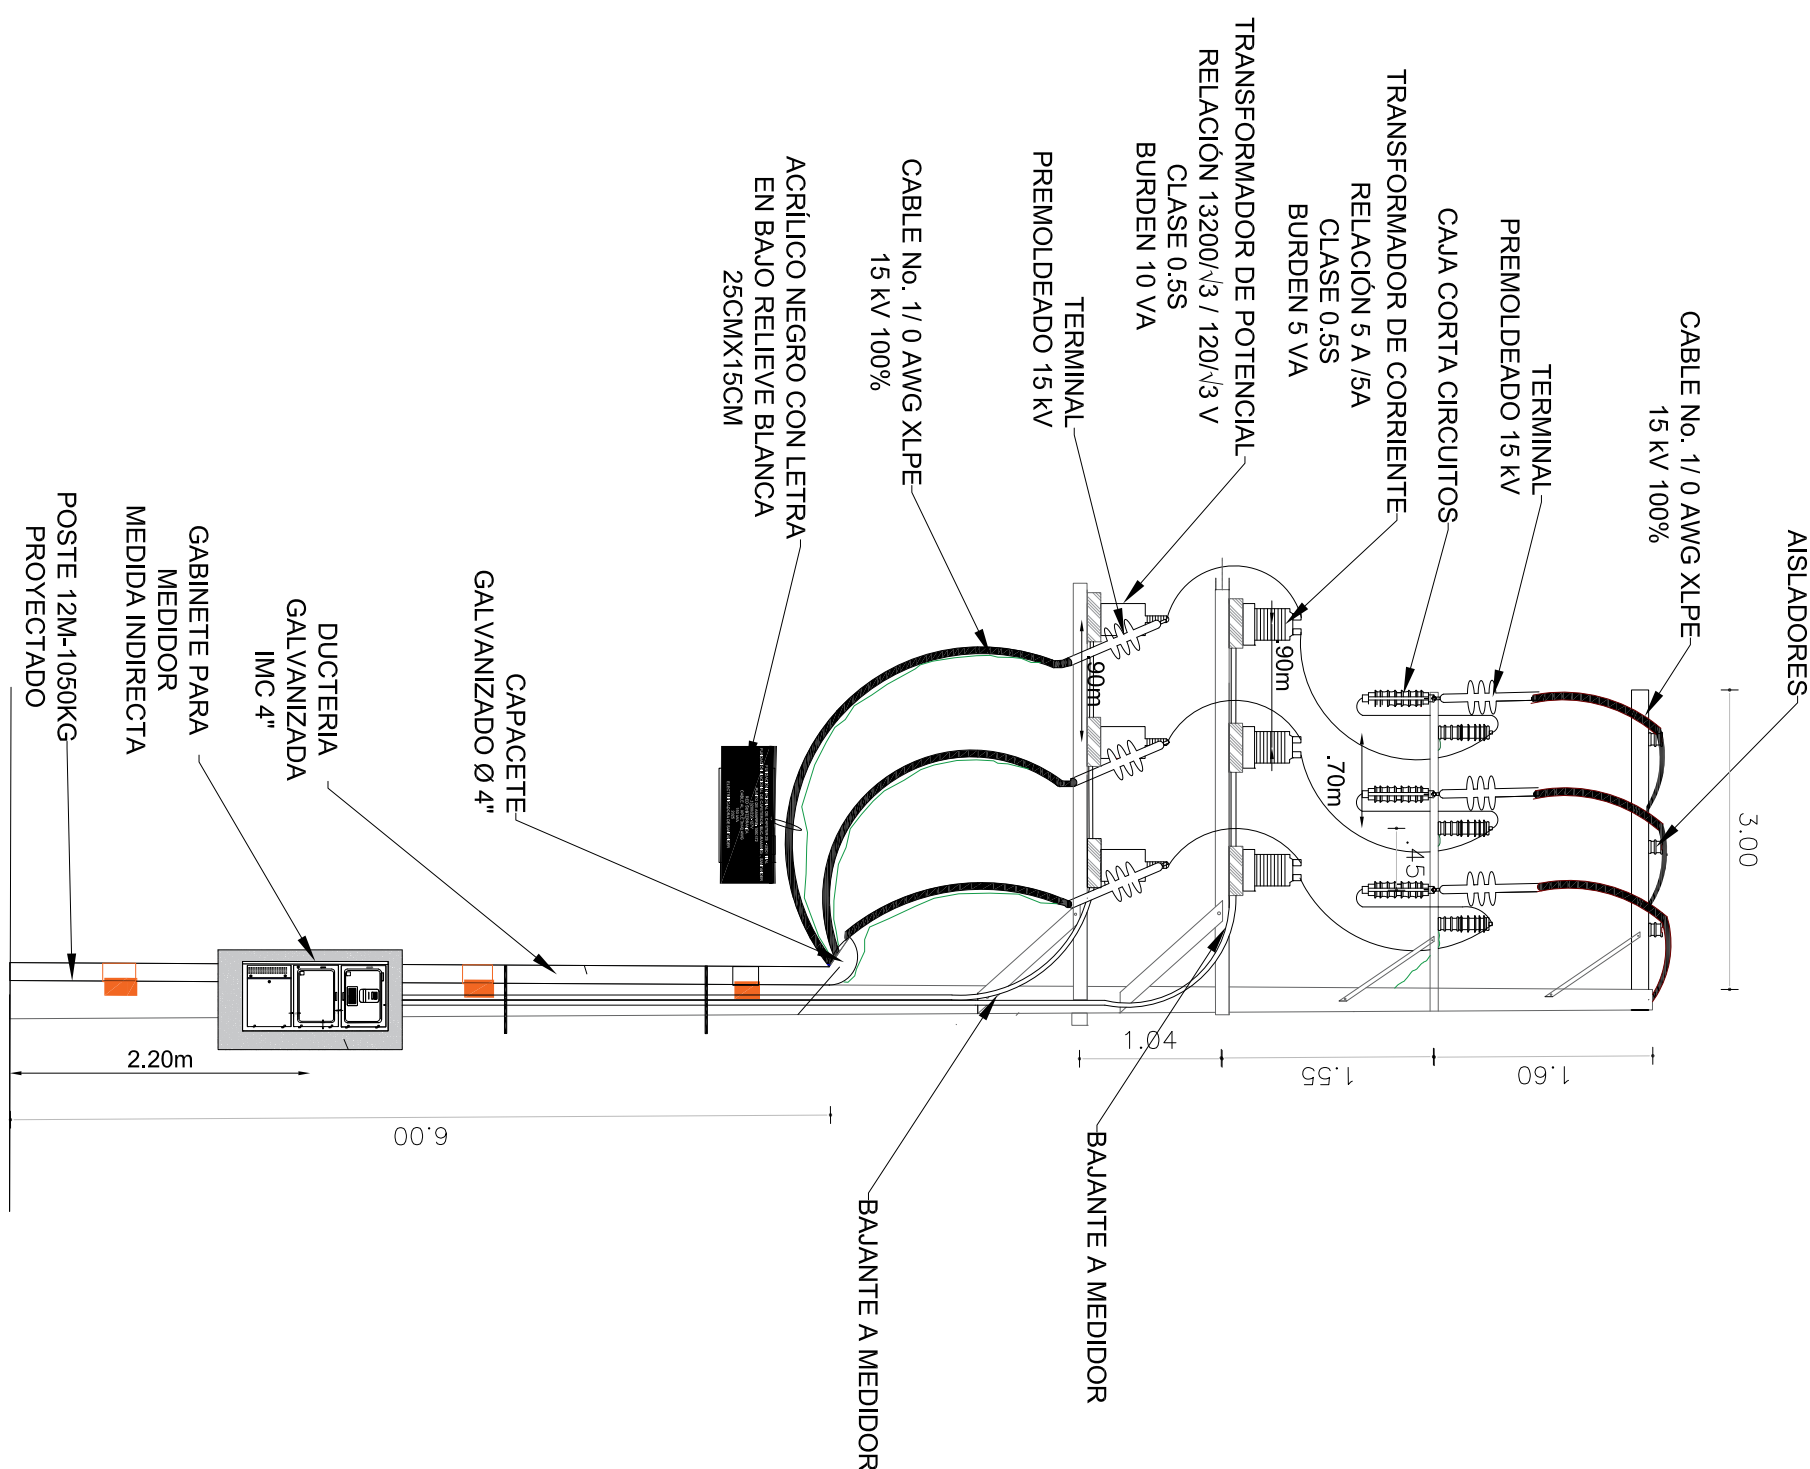 AISLADORES
CABLE No. 1/ 0 AWG XLPE
15 kV 100%
TERMINAL
PREMOLDEADO 15 kV
CAJA CORTA CIRCUITOS
TRANSFORMADOR DE CORRIENTE
RELACIÓN 5 A /5A
CLASE 0.5S
BURDEN 5 VA
TRANSFORMADOR DE POTENCIAL
RELACIÓN 13200/√3 / 120/√3 V
CLASE 0.5S
BURDEN 10 VA
TERMINAL
PREMOLDEADO 15 kV
CABLE No. 1/ 0 AWG XLPE
15 kV 100%
ACRÍLICO NEGRO CON LETRA
EN BAJO RELIEVE BLANCA
25CMX15CM
CAPACETE
GALVANIZADO Ø 4"
DUCTERIA
GALVANIZADA
IMC 4"
GABINETE PARA
MEDIDOR
MEDIDA INDIRECTA
POSTE 12M-1050KG
PROYECTADO
3.00
.45
.70m
.90m
.90m
1.60
1.55
1.04
6.00
2.20m
BAJANTE A MEDIDOR
BAJANTE A MEDIDOR